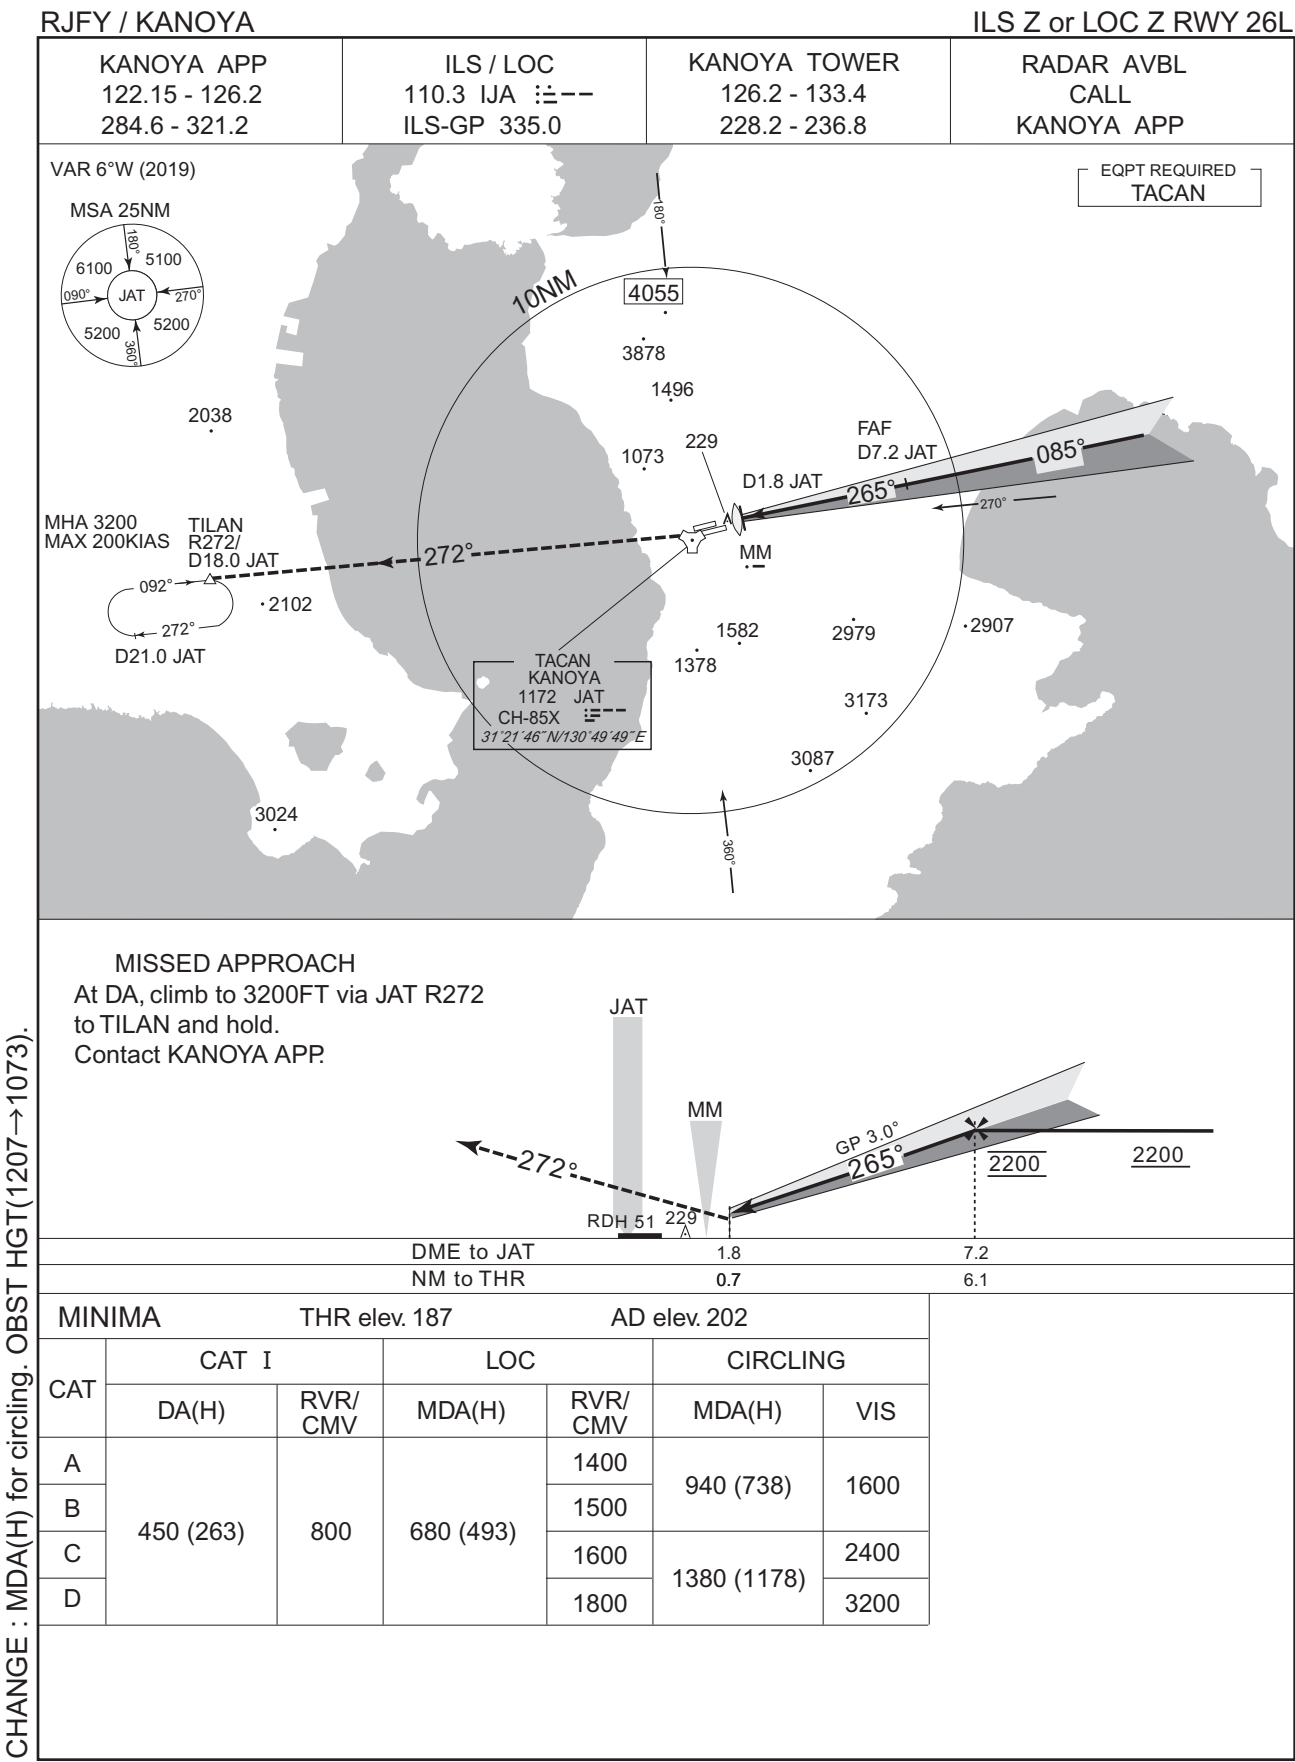 RJFY / KANOYA
ILS Z or LOC Z RWY 26L
KANOYA APP
122.15 - 126.2
284.6 - 321.2
ILS / LOC
110.3 IJA
ILS-GP 335.0
KANOYA TOWER
126.2 - 133.4
228.2 - 236.8
RADAR AVBL
CALL
KANOYA APP
VAR 6°W (2019)
EQPT REQUIRED
TACAN
MSA 25NM
180°
6100
5100
090°
JAT
270°
5200
5200
360°
180°
10NM
4055
3878
1496
2038
1073
229
FAF
D7.2 JAT
085°
D1.8 JAT
265°
270°
MHA 3200
MAX 200KIAS
TILAN
R272/
D18.0 JAT
272°
MM
092°
2102
272°
D21.0 JAT
1582
2979
2907
1378
TACAN
KANOYA
1172 JAT
CH-85X
31°21´46˝N/130°49´49˝E
3173
3087
3024
360°
MISSED APPROACH
At DA, climb to 3200FT via JAT R272
to TILAN and hold.
Contact KANOYA APP.
JAT
MM
GP 3.0°
265°
272°
2200
2200
RDH 51
229
DME to JAT 1.8 7.2
NM to THR 0.7 6.1
MINIMA THR elev. 187 AD elev. 202
CAT
CAT I
LOC
CIRCLING
DA(H)
RVR/
CMV
MDA(H)
RVR/
CMV
MDA(H)
VIS
A
B
C
D
450 (263)
800
680 (493)
1400
1500
1600
1800
940 (738)
1380 (1178)
1600
2400
3200
CHANGE : MDA(H) for circling. OBST HGT(1207→1073).